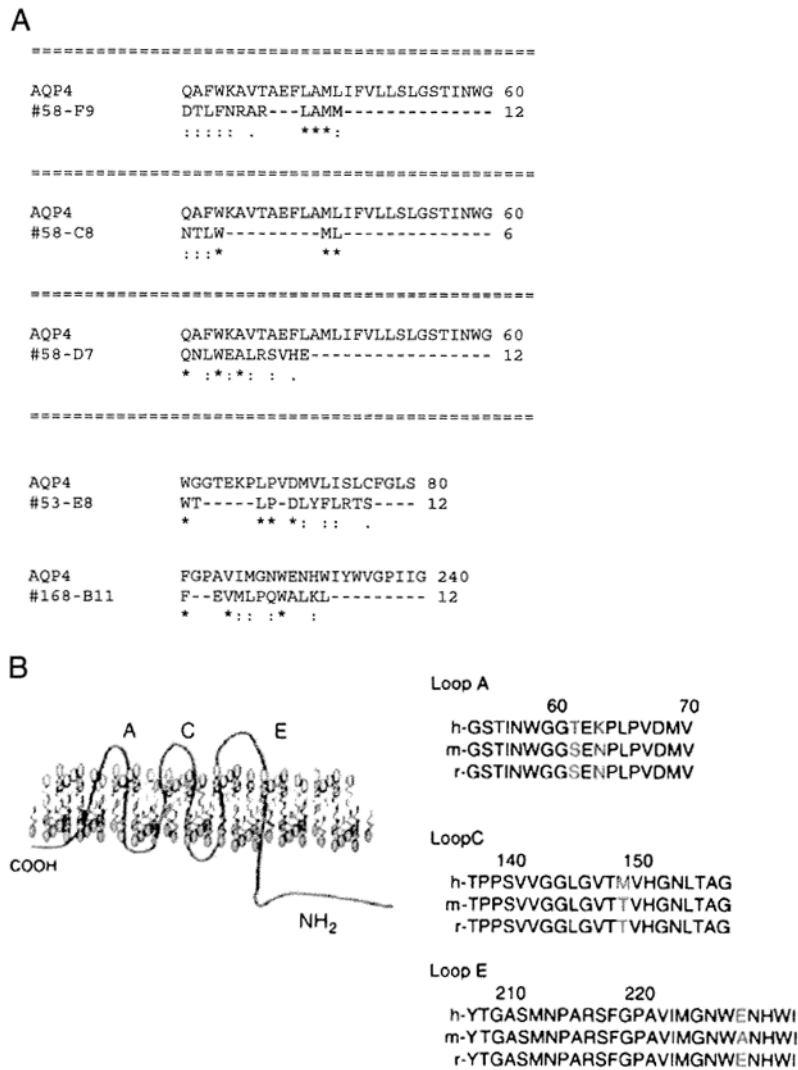 A
================================================
AQP4 QAFWKAVTAEFLAMLIFVLLSLGSTINWG 60
#58-F9 DTLFNRAR---LAMM-------------- 12
::::: . ***:
================================================
AQP4 QAFWKAVTAEFLAMLIFVLLSLGSTINWG 60
#58-C8 NTLW---------ML-------------- 6
:::* **
================================================
AQP4 QAFWKAVTAEFLAMLIFVLLSLGSTINWG 60
#58-D7 QNLWEALRSVHE----------------- 12
* :*:*: : .
================================================
AQP4 WGGTEKPLPVDMVLISLCFGLS 80
#53-E8 WT-----LP-DLYFLRTS---- 12
* ** *: :: .
AQP4 FGPAVIMGNWENHWIYWVGPIIG 240
#168-B11 F--EVMLPQWALKL--------- 12
* *:: :* :
B
A C E
COOH
NH2
Loop A
60 70
h-GSTINWGGTEKPLPVDMV
m-GSTINWGGSENPLPVDMV
r-GSTINWGGSENPLPVDMV
LoopC
140 150
h-TPPSVVGGLGVTMVHGNLTAG
m-TPPSVVGGLGVTTVHGNLTAG
r-TPPSVVGGLGVTTVHGNLTAG
Loop E
210 220
h-YTGASMNPARSFGPAVIMGNWENHWI
m-YTGASMNPARSFGPAVIMGNWANHWI
r-YTGASMNPARSFGPAVIMGNWENHWI